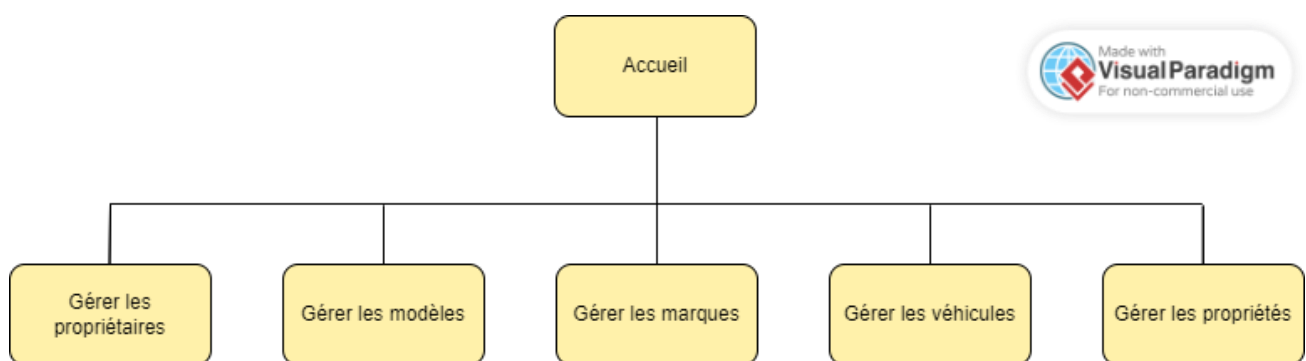 Accueil
Made with
Visual Paradigm
For non-commercial use
Gérer les
propriétaires
Gérer les modèles
Gérer les marques
Gérer les véhicules
Gérer les propriétés